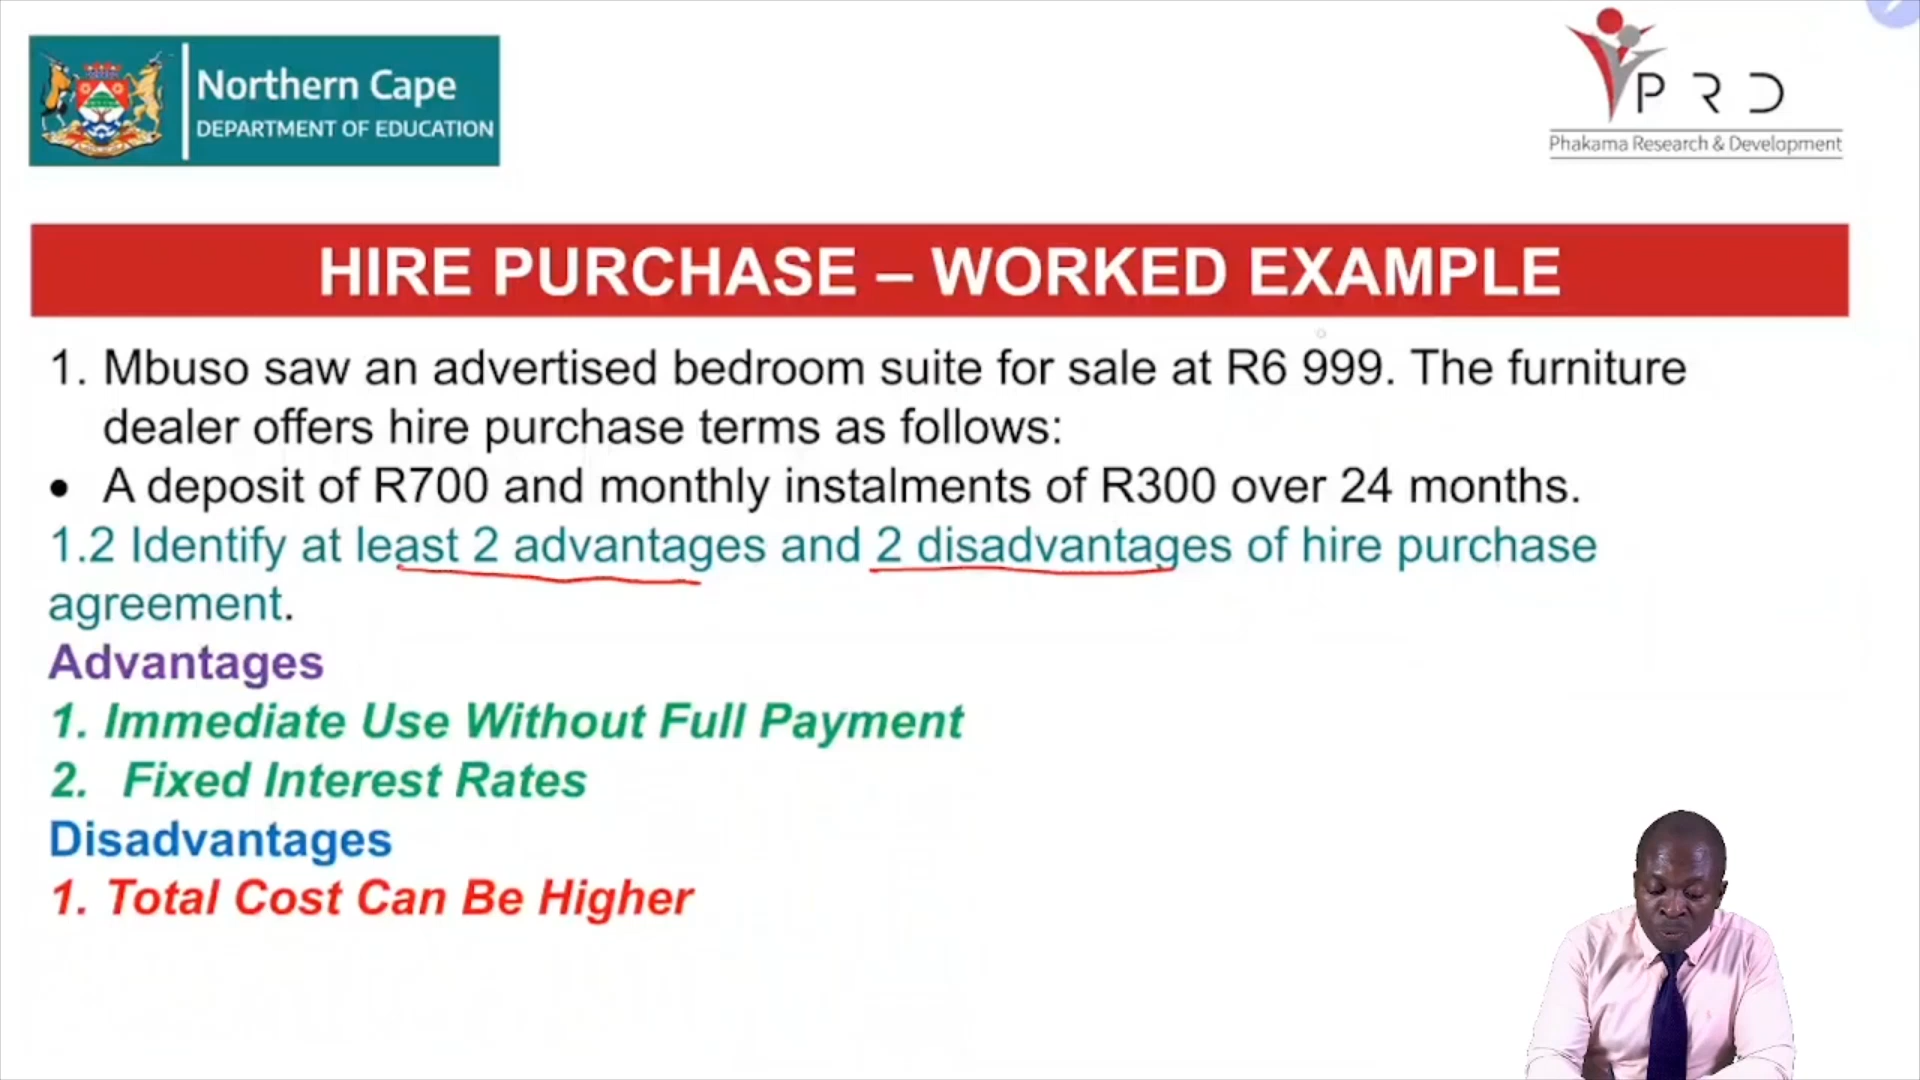 Northern Cape
DEPARTMENT OF EDUCATION
PRD
Phakama Research & Development
HIRE PURCHASE – WORKED EXAMPLE
1. Mbuso saw an advertised bedroom suite for sale at R6 999. The furniture
dealer offers hire purchase terms as follows:
• A deposit of R700 and monthly instalments of R300 over 24 months.
1.2 Identify at least 2 advantages and 2 disadvantages of hire purchase
agreement.
Advantages
1. Immediate Use Without Full Payment
2. Fixed Interest Rates
Disadvantages
1. Total Cost Can Be Higher